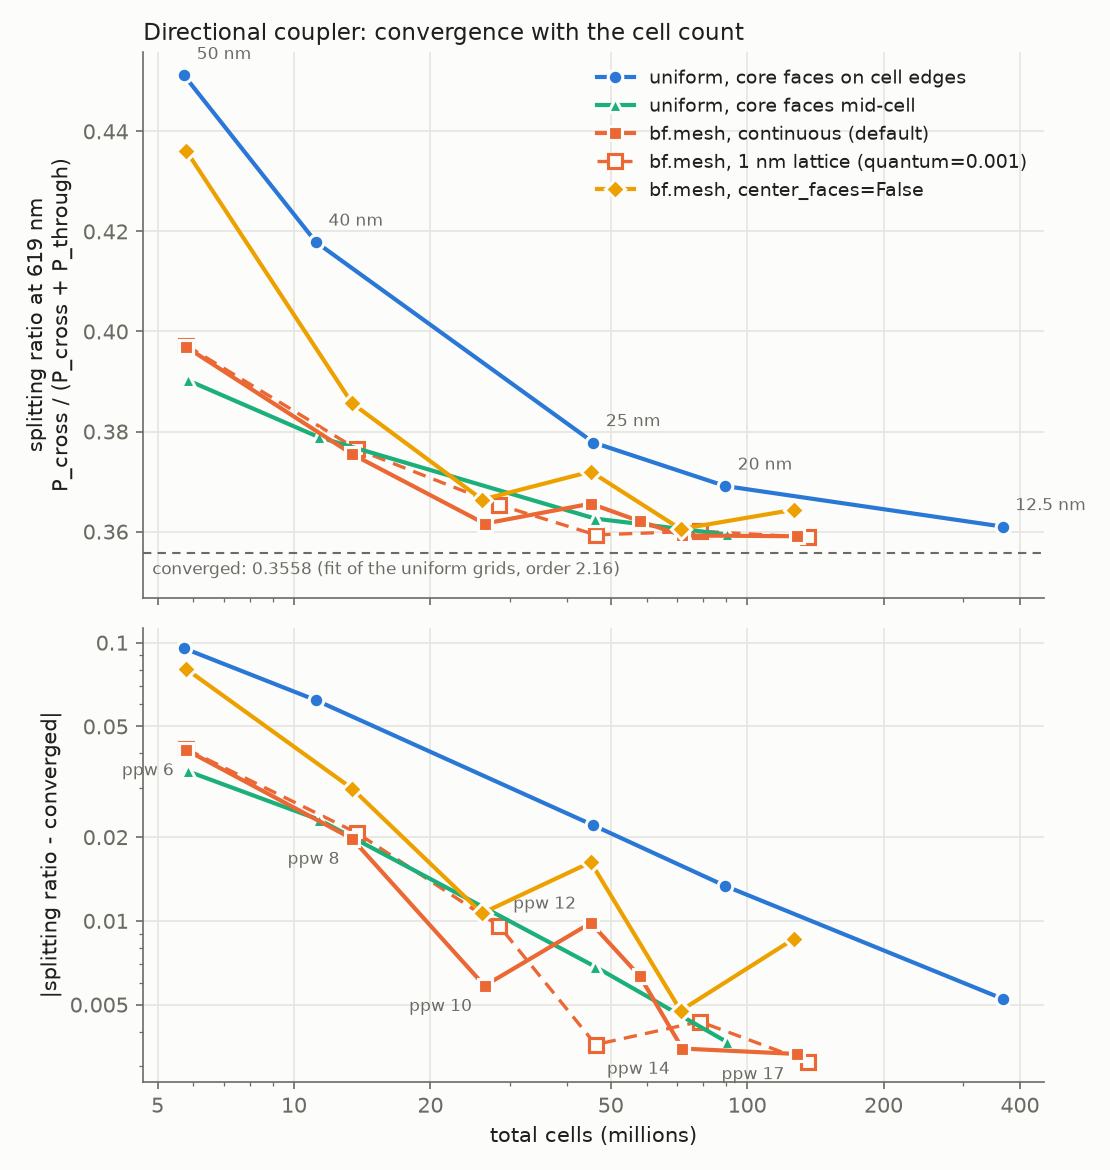 Directional coupler: convergence with the cell count
50 nm
uniform, core faces on cell edges
uniform, core faces mid-cell
bf.mesh, continuous (default)
bf.mesh, 1 nm lattice (quantum=0.001)
bf.mesh, center_faces=False
40 nm
25 nm
20 nm
12.5 nm
0.44
0.42
0.40
0.38
0.36
splitting ratio at 619 nm
P_cross / (P_cross + P_through)
converged: 0.3558 (fit of the uniform grids, order 2.16)
0.1
0.05
0.02
0.01
0.005
|splitting ratio - converged|
ppw 6
ppw 8
ppw 10
ppw 12
ppw 14
ppw 17
5
10
20
50
100
200
400
total cells (millions)